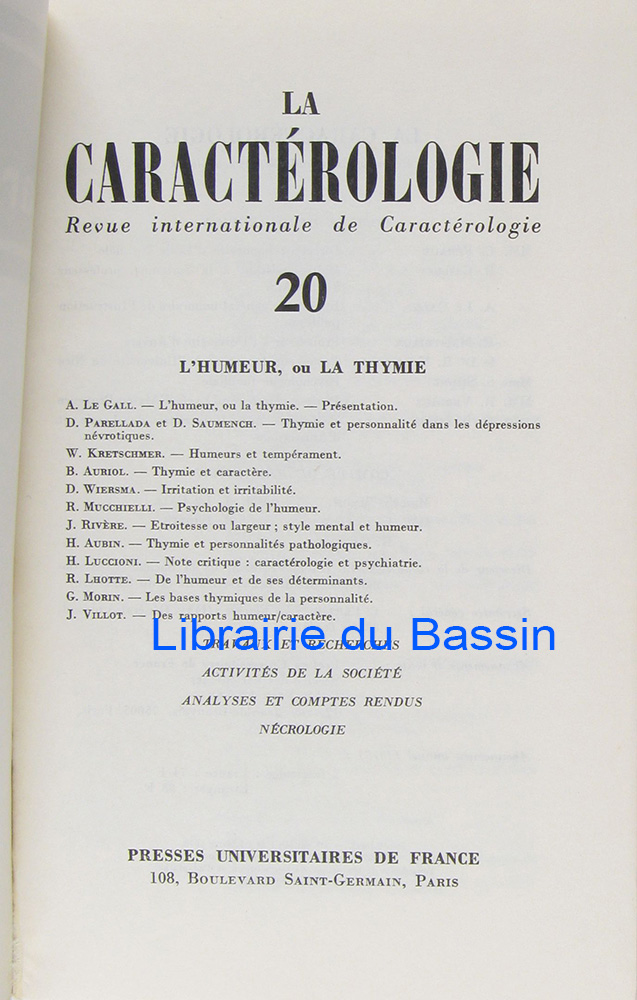 LA
CARACTÉROLOGIE
Revue internationale de Caractérologie
20
L'HUMEUR, ou LA THYMIE
A. Le Gall. — L'humeur, ou la thymie. — Présentation.
D. Parellada et D. Saumench. — Thymie et personnalité dans les dépressions
névrotiques.
W. Kretschmer. — Humeurs et tempérament.
B. Auriol. — Thymie et caractère.
D. Wiersma. — Irritation et irritabilité.
R. Mucchielli. — Psychologie de l'humeur.
J. Rivère. — Etroitesse ou largeur ; style mental et humeur.
H. Aubin. — Thymie et personnalités pathologiques.
H. Luccioni. — Note critique : caractérologie et psychiatrie.
R. Lhotte. — De l'humeur et de ses déterminants.
G. Morin. — Les bases thymiques de la personnalité.
J. Villot. — Des rapports humeur/caractère.
Librairie du Bassin
TRAVAUX ET RECHERCHES
ACTIVITÉS DE LA SOCIÉTÉ
ANALYSES ET COMPTES RENDUS
NÉCROLOGIE
PRESSES UNIVERSITAIRES DE FRANCE
108, Boulevard Saint-Germain, Paris